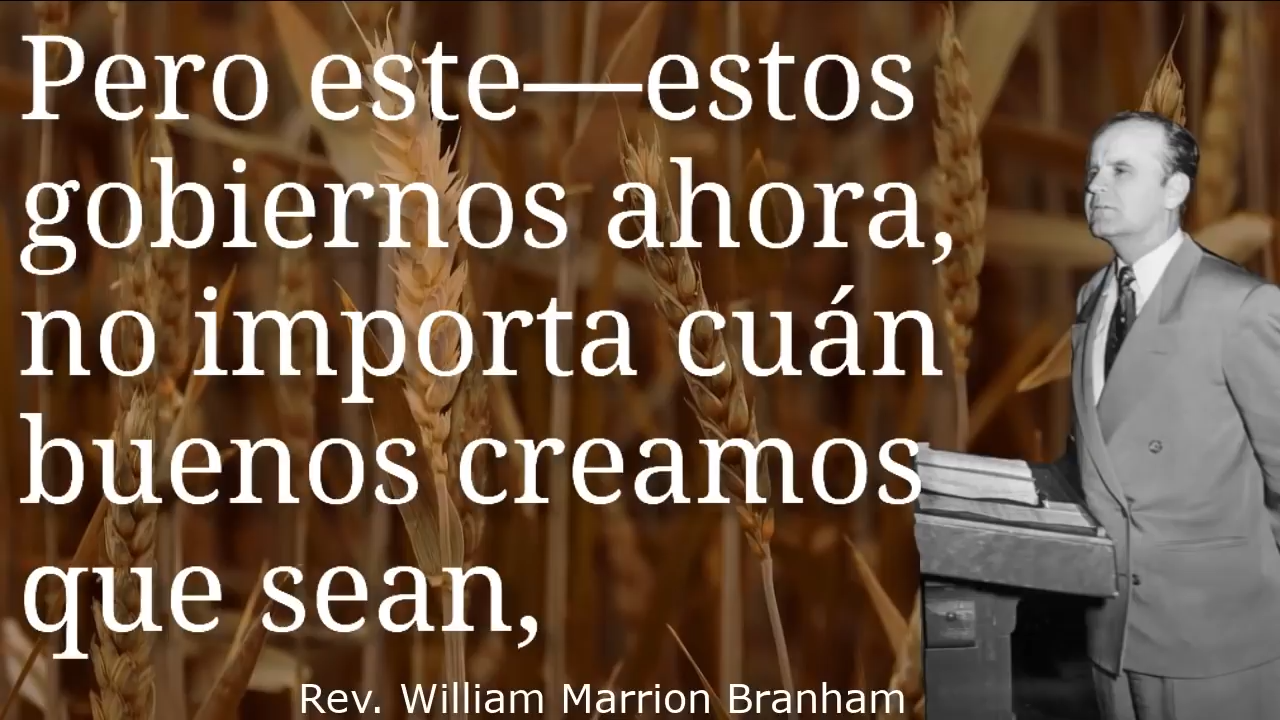 Pero este—estos
gobiernos ahora,
no importa cuán
buenos creamos
que sean,
Rev. William Marrion Branham